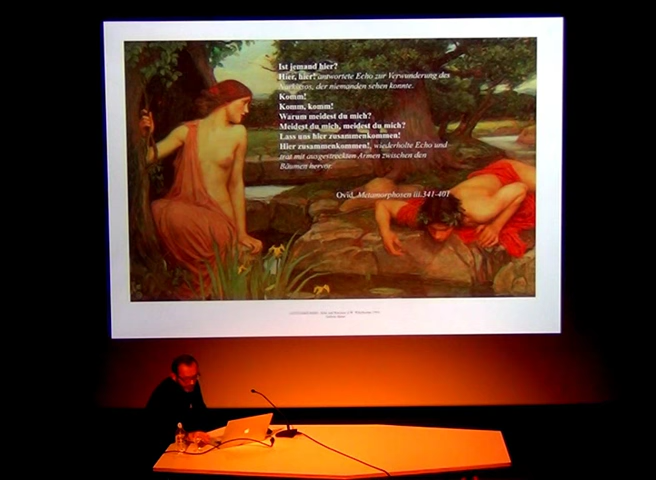 Ist jemand hier?
Hier, hier! antwortete Echo zur Verwunderung des
Narkissos, der niemanden sehen konnte.
Komm!
Komm, komm!
Warum meidest du mich?
Meidest du mich, meidest du mich?
Lass uns hier zusammenkommen!
Hier zusammenkommen!, wiederholte Echo und
trat mit ausgestreckten Armen zwischen den
Bäumen hervor.
Ovid, Metamorphosen iii.341-401